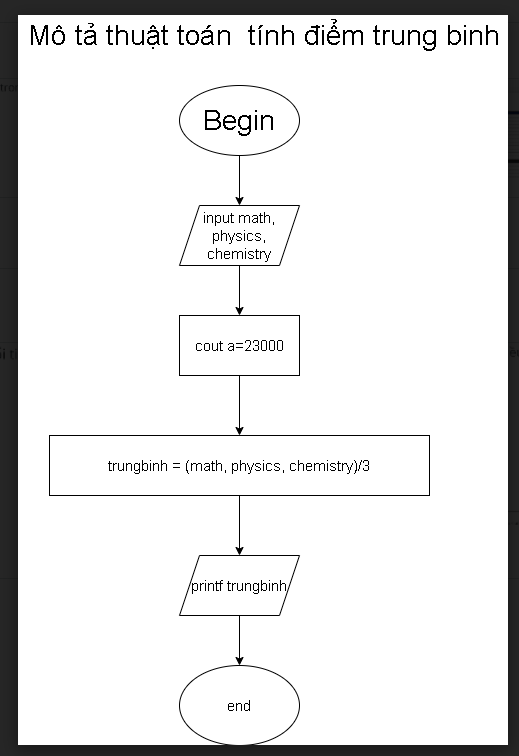 Mô tả thuật toán tính điểm trung binh
Begin
input math,
physics,
chemistry
cout a=23000
trungbinh = (math, physics, chemistry)/3
printf trungbinh
end